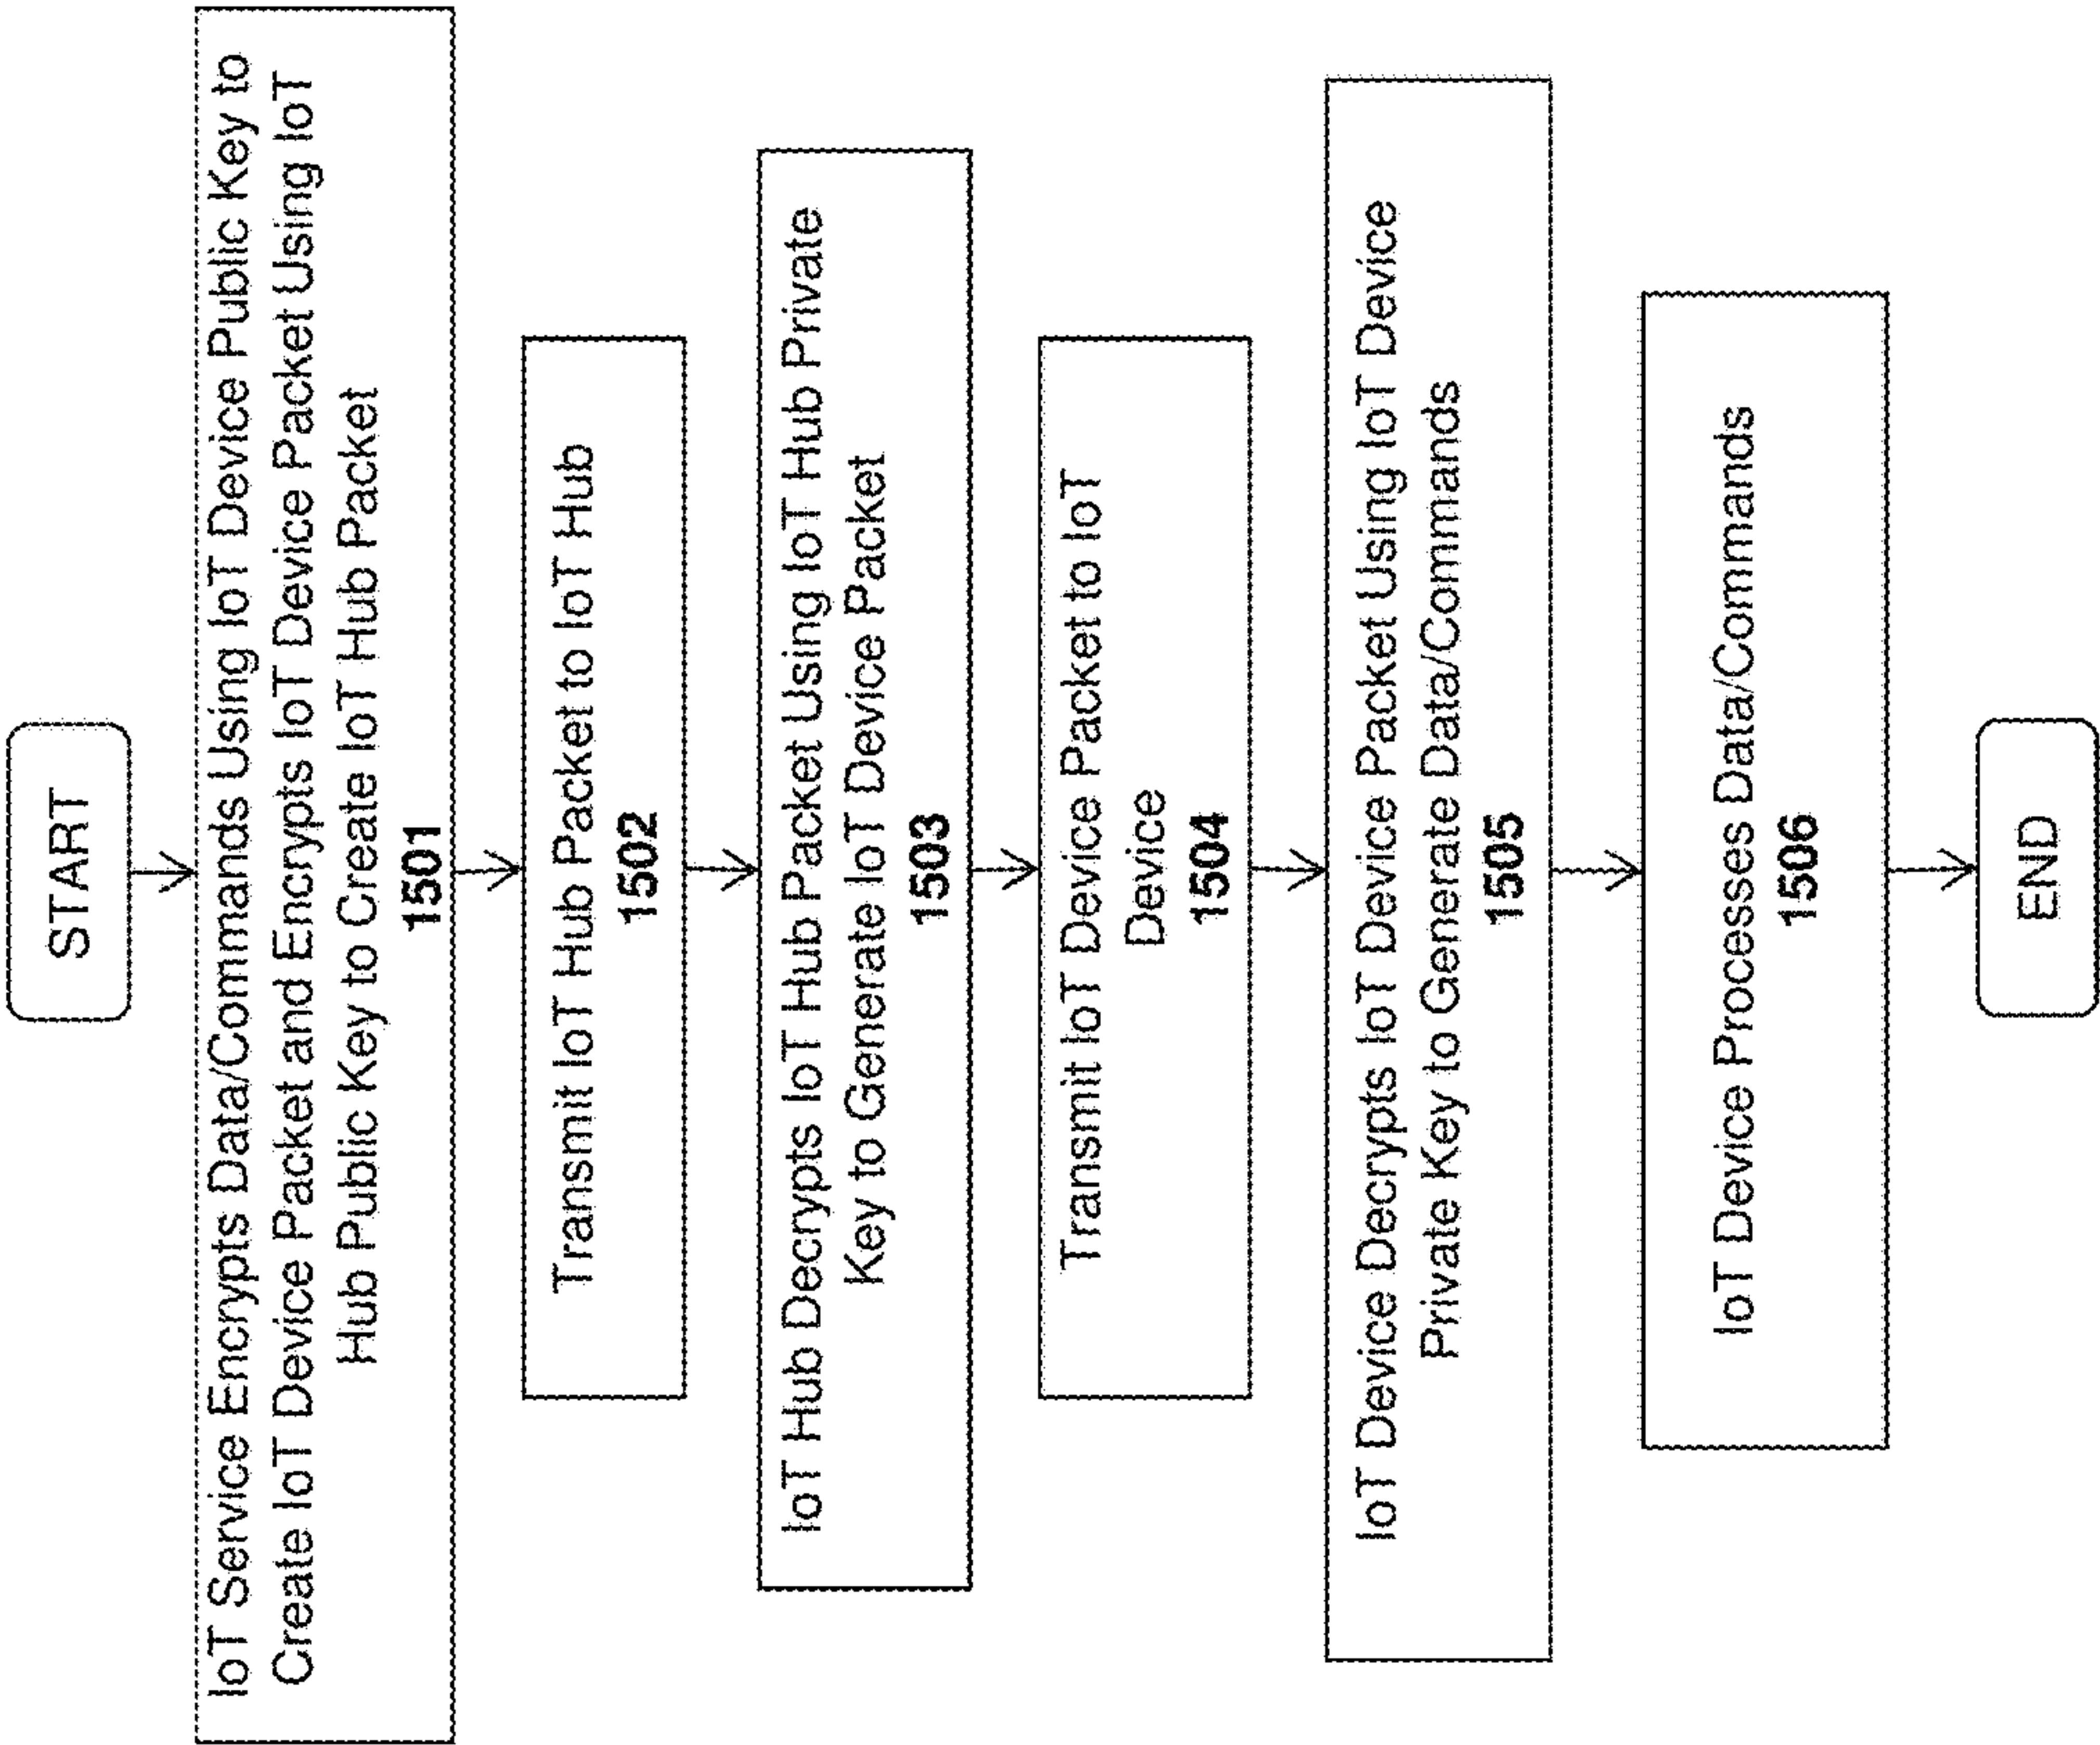 START
IoT Service Encrypts Data/Commands Using IoT Device Public Key to
Create IoT Device Packet and Encrypts IoT Device Packet Using IoT
Hub Public Key to Create IoT Hub Packet
1501
Transmit IoT Hub Packet to IoT Hub
1502
IoT Hub Decrypts IoT Hub Packet Using IoT Hub Private
Key to Generate IoT Device Packet
1503
Transmit IoT Device Packet to IoT
Device
1504
IoT Device Decrypts IoT Device Packet Using IoT Device
Private Key to Generate Data/Commands
1505
IoT Device Processes Data/Commands
1506
END